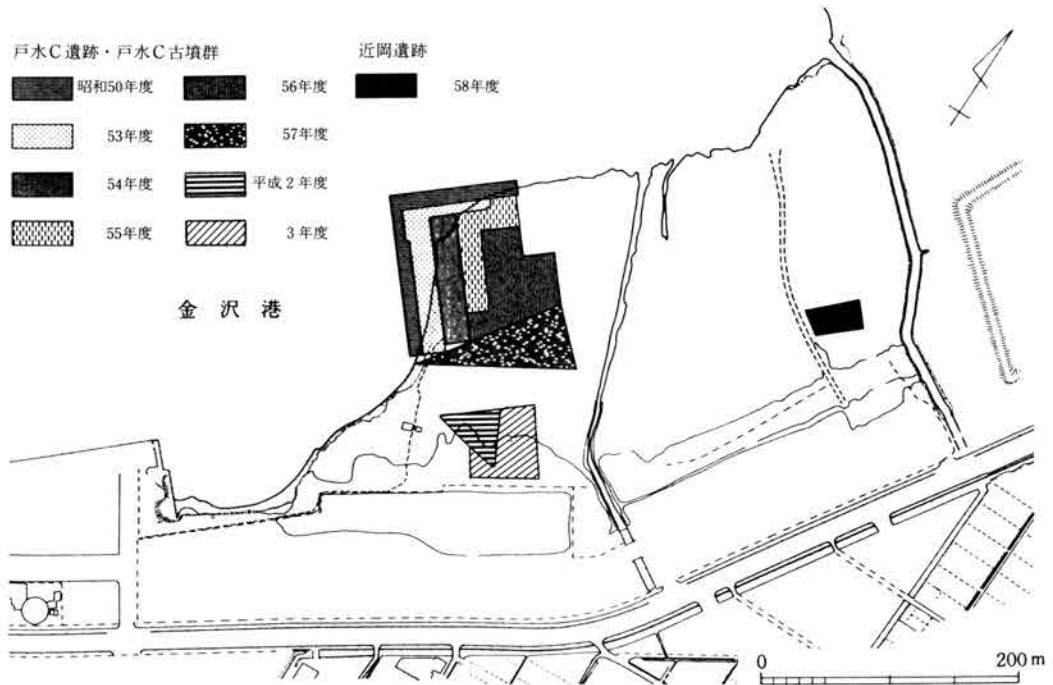 戸水C遺跡・戸水C古墳群
昭和50年度
53年度
54年度
55年度
56年度
57年度
平成2年度
3年度
近岡遺跡
58年度
金沢港
0 200m